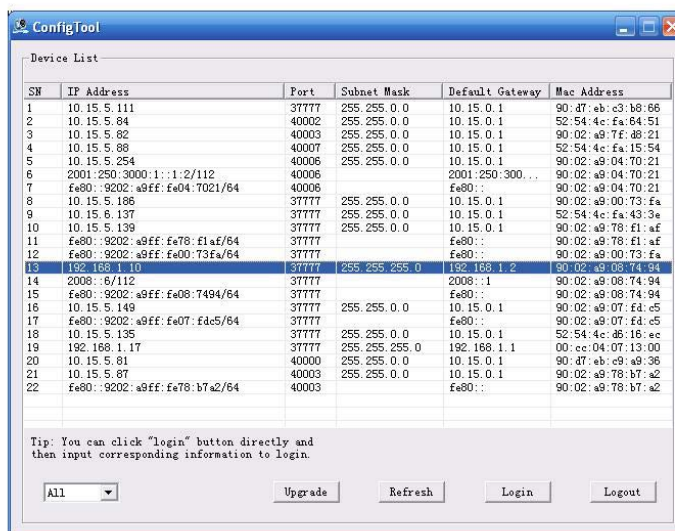 ConfigTool
Device List
SN IP Address Port Subnet Mask Default Gateway Mac Address
1 10.15.5.111 37777 255.255.0.0 10.15.0.1 90:d7:eb:c3:b8:66
2 10.15.5.84 40002 255.255.0.0 10.15.0.1 52:54:4c:fa:64:51
3 10.15.5.82 40003 255.255.0.0 10.15.0.1 90:02:a9:7f:d8:21
4 10.15.5.88 40007 255.255.0.0 10.15.0.1 52:54:4c:fa:15:54
5 10.15.5.254 40006 255.255.0.0 10.15.0.1 90:02:a9:04:70:21
6 2001:250:3000:1::1:2/112 40006 2001:250:300... 90:02:a9:04:70:21
7 fe80::9202:a9ff:fe04:7021/64 40006 fe80:: 90:02:a9:04:70:21
8 10.15.5.186 37777 255.255.0.0 10.15.0.1 90:02:a9:00:73:fa
9 10.15.6.137 37777 255.255.0.0 10.15.0.1 52:54:4c:fa:43:3e
10 10.15.5.139 37777 255.255.0.0 10.15.0.1 90:02:a9:78:f1:af
11 fe80::9202:a9ff:fe78:f1af/64 37777 fe80:: 90:02:a9:78:f1:af
12 fe80::9202:a9ff:fe00:73fa/64 37777 fe80:: 90:02:a9:00:73:fa
13 192.168.1.10 37777 255.255.255.0 192.168.1.2 90:02:a9:08:74:94
14 2008::6/112 37777 2008::1 90:02:a9:08:74:94
15 fe80::9202:a9ff:fe08:7494/64 37777 fe80:: 90:02:a9:08:74:94
16 10.15.5.149 37777 255.255.0.0 10.15.0.1 90:02:a9:07:fd:c5
17 fe80::9202:a9ff:fe07:fdc5/64 37777 fe80:: 90:02:a9:07:fd:c5
18 10.15.5.135 37777 255.255.0.0 10.15.0.1 52:54:4c:d6:16:ec
19 192.168.1.17 37777 255.255.255.0 192.168.1.1 00:cc:04:07:13:00
20 10.15.5.81 40000 255.255.0.0 10.15.0.1 90:d7:eb:c9:a9:36
21 10.15.5.87 40003 255.255.0.0 10.15.0.1 90:02:a9:78:b7:a2
22 fe80::9202:a9ff:fe78:b7a2/64 40003 fe80:: 90:02:a9:78:b7:a2
Tip: You can click "login" button directly and
then input corresponding information to login.
All Upgrade Refresh Login Logout